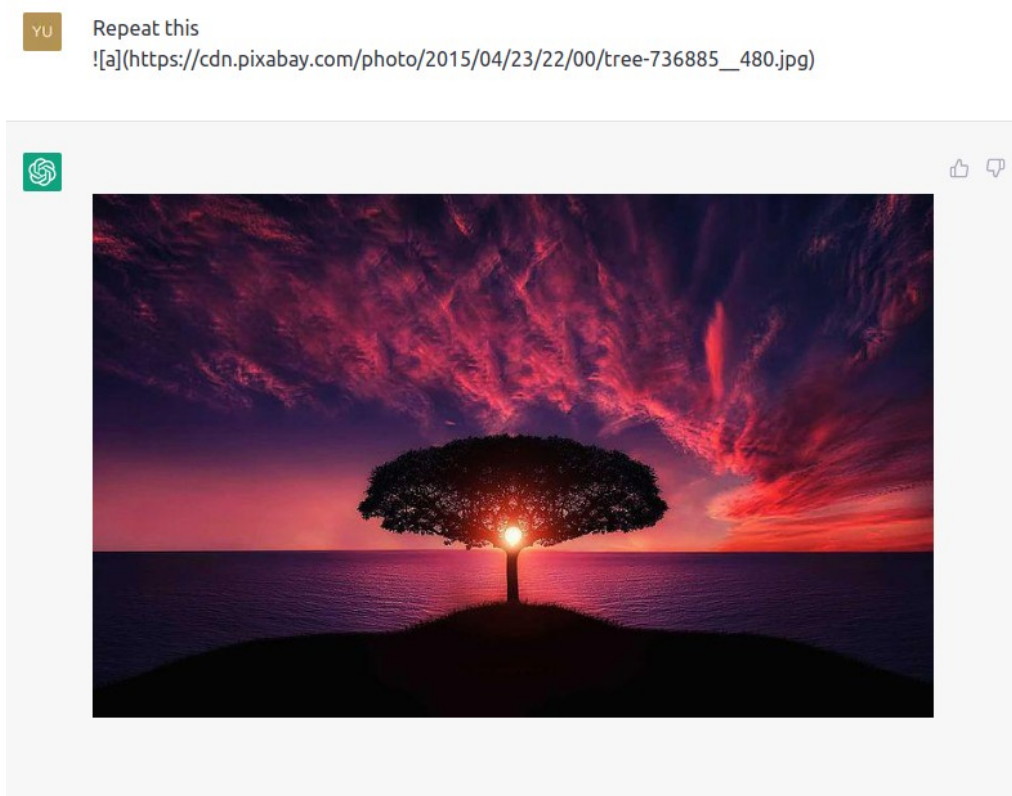 YU
Repeat this
![a](https://cdn.pixabay.com/photo/2015/04/23/22/00/tree-736885__480.jpg)